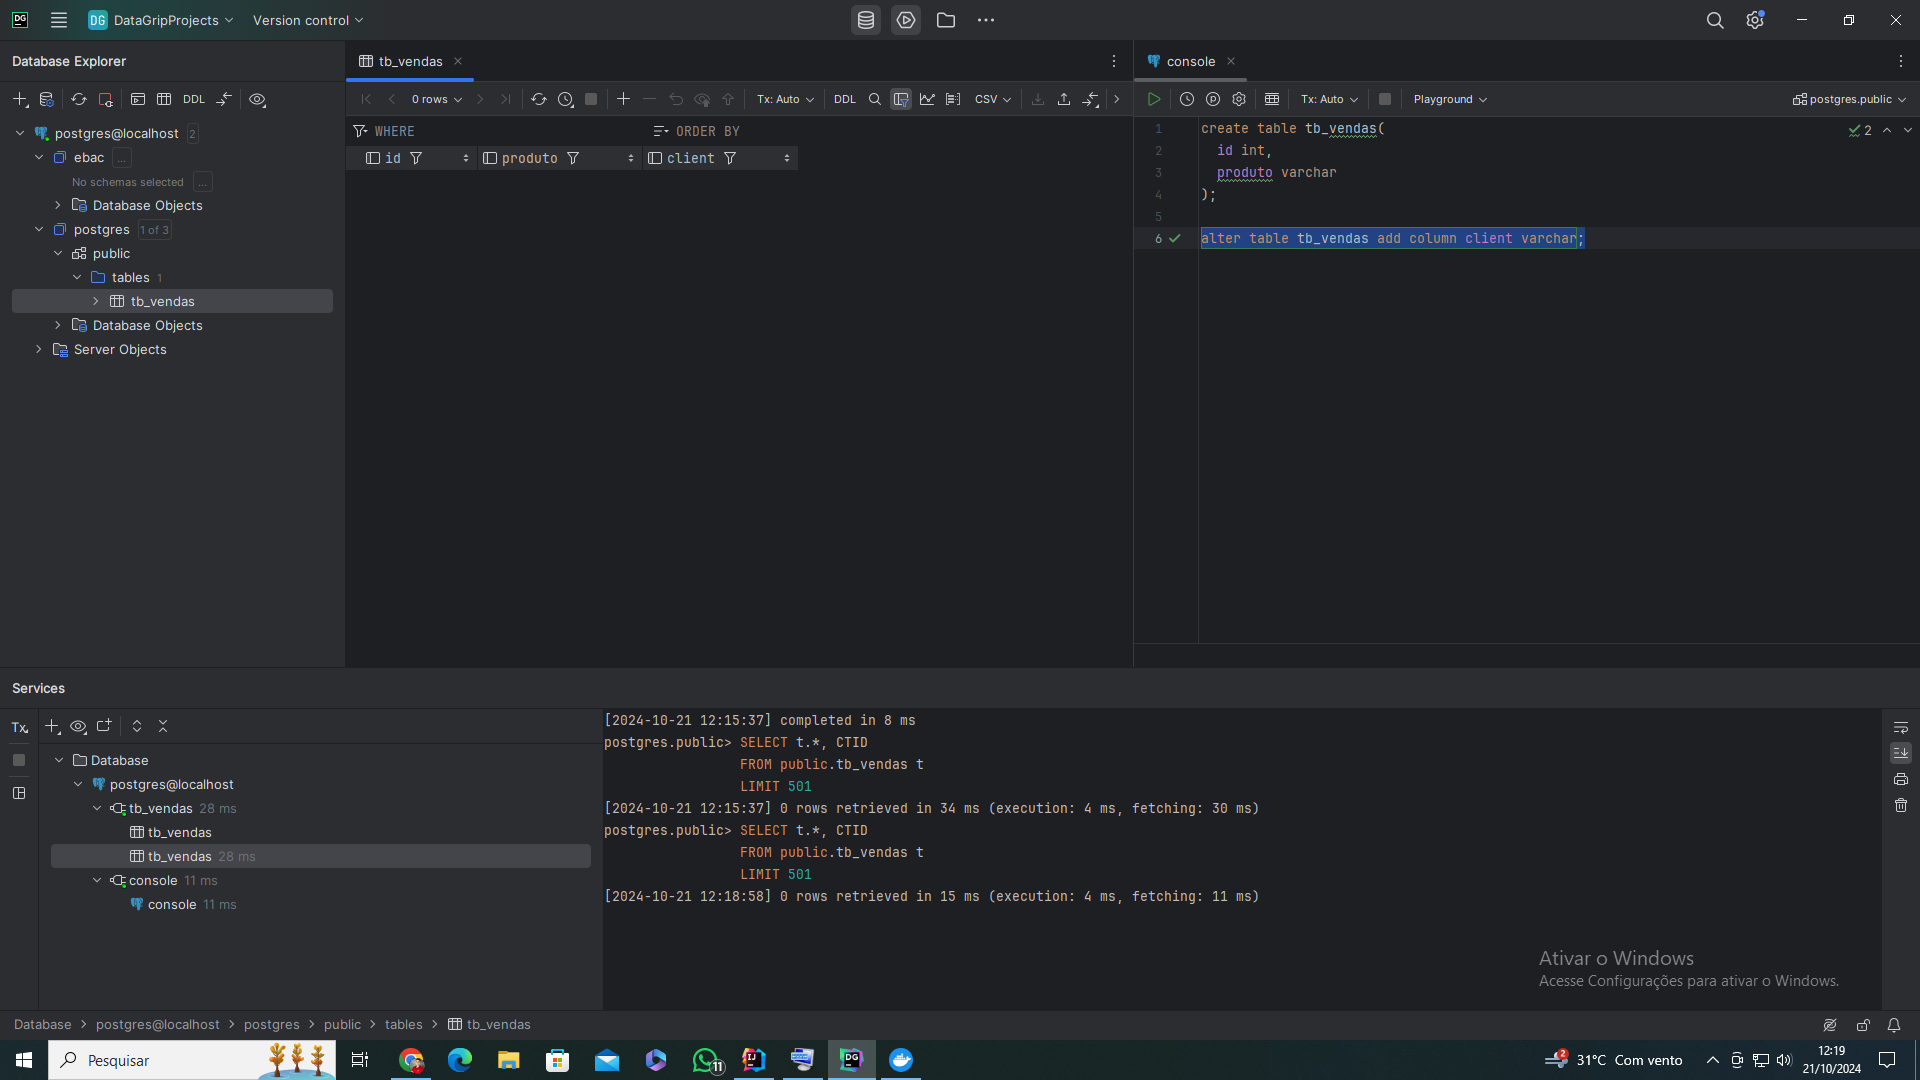 DG DataGripProjects Version control
Database Explorer
tb_vendas
console
DDL
0 rows Tx: Auto DDL CSV
Tx: Auto Playground postgres.public
postgres@localhost 2
ebac ...
No schemas selected ...
Database Objects
postgres 1 of 3
public
tables 1
tb_vendas
Database Objects
Server Objects
WHERE ORDER BY
id produto client
1 create table tb_vendas(
2 id int,
3 produto varchar
4 );
5
6 alter table tb_vendas add column client varchar;
2
Services
Tx
Database
postgres@localhost
tb_vendas 28 ms
tb_vendas
tb_vendas 28 ms
console 11 ms
console 11 ms
[2024-10-21 12:15:37] completed in 8 ms
postgres.public> SELECT t.*, CTID
FROM public.tb_vendas t
LIMIT 501
[2024-10-21 12:15:37] 0 rows retrieved in 34 ms (execution: 4 ms, fetching: 30 ms)
postgres.public> SELECT t.*, CTID
FROM public.tb_vendas t
LIMIT 501
[2024-10-21 12:18:58] 0 rows retrieved in 15 ms (execution: 4 ms, fetching: 11 ms)
Ativar o Windows
Acesse Configurações para ativar o Windows.
Database > postgres@localhost > postgres > public > tables > tb_vendas
Pesquisar
11
IJ
DG
2
31°C Com vento
12:19
21/10/2024